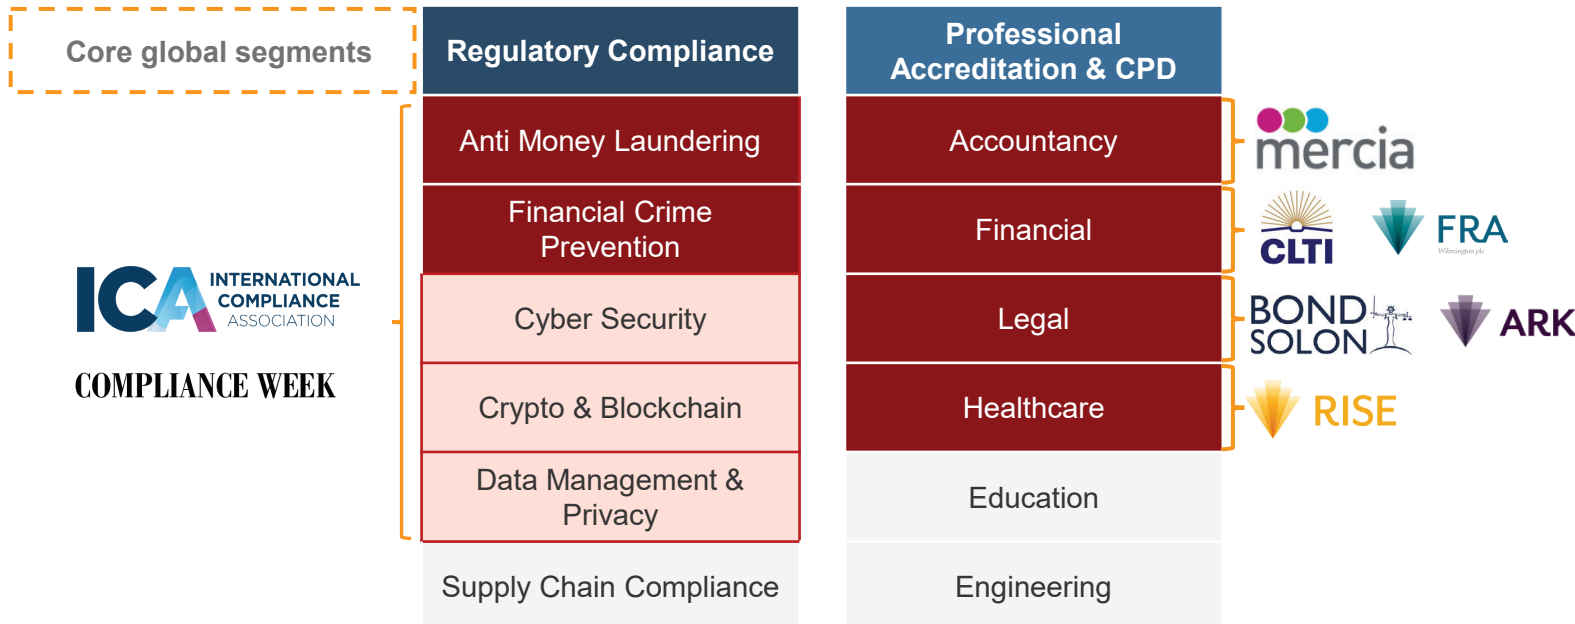 Core global segments
Regulatory Compliance
Professional
Accreditation & CPD
Anti Money Laundering
Accountancy
mercia
Financial Crime
Prevention
Financial
CLTI
FRA
Wilmington plc
ICA
INTERNATIONAL
COMPLIANCE
ASSOCIATION
Cyber Security
Legal
BOND
SOLON
ARK
COMPLIANCE WEEK
Crypto & Blockchain
Healthcare
RISE
Data Management &
Privacy
Education
Supply Chain Compliance
Engineering